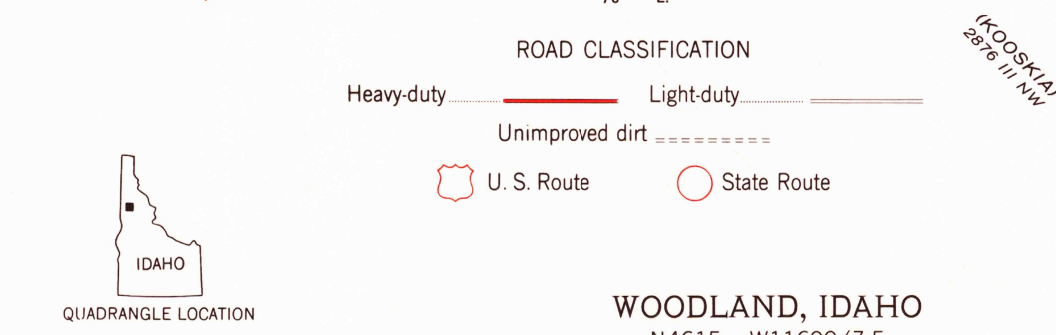 ROAD CLASSIFICATION
Heavy-duty Light-duty
Unimproved dirt
U. S. Route State Route
(KOOSKIA)
2876 III NW
IDAHO
QUADRANGLE LOCATION
WOODLAND, IDAHO